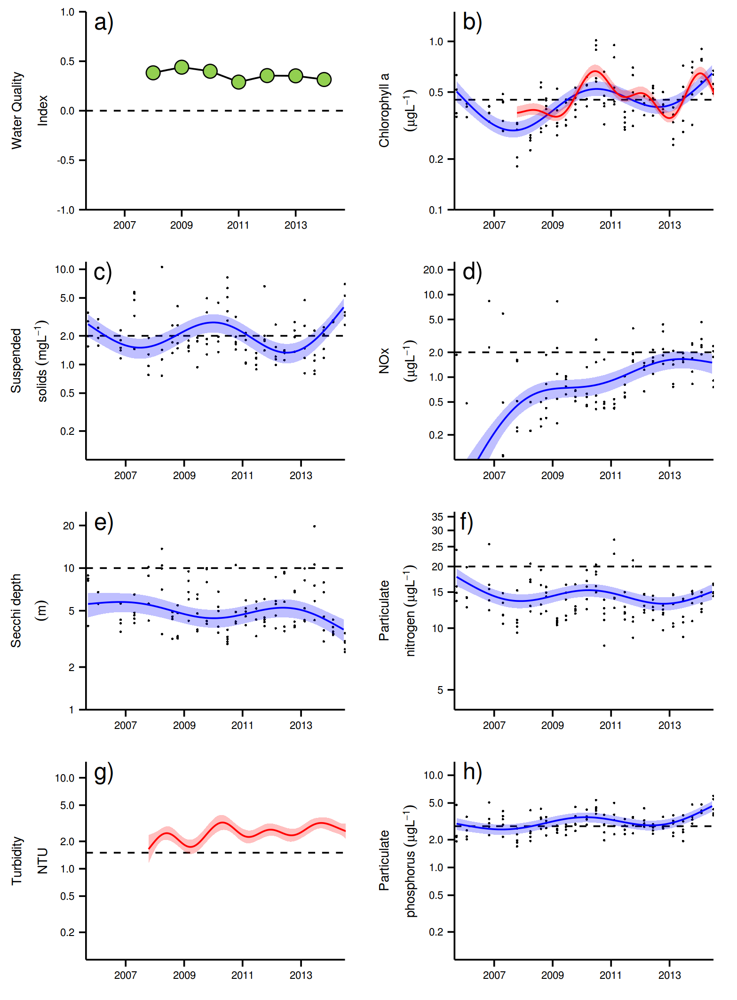 a)
Water Quality
Index
1.0
0.5
0.0
-0.5
-1.0
2007 2009 2011 2013
b)
Chlorophyll a
(μgL⁻¹)
1.0
0.5
0.2
0.1
2007 2009 2011 2013
c)
Suspended
solids (mgL⁻¹)
10.0
5.0
2.0
1.0
0.5
0.2
2007 2009 2011 2013
d)
NOx
(μgL⁻¹)
20.0
10.0
5.0
2.0
1.0
0.5
0.2
2007 2009 2011 2013
e)
Secchi depth
(m)
20
10
5
2
1
2007 2009 2011 2013
f)
Particulate
nitrogen (μgL⁻¹)
35
30
25
20
15
10
5
2007 2009 2011 2013
g)
Turbidity
NTU
10.0
5.0
2.0
1.0
0.5
0.2
2007 2009 2011 2013
h)
Particulate
phosphorus (μgL⁻¹)
10.0
5.0
2.0
1.0
0.5
0.2
2007 2009 2011 2013